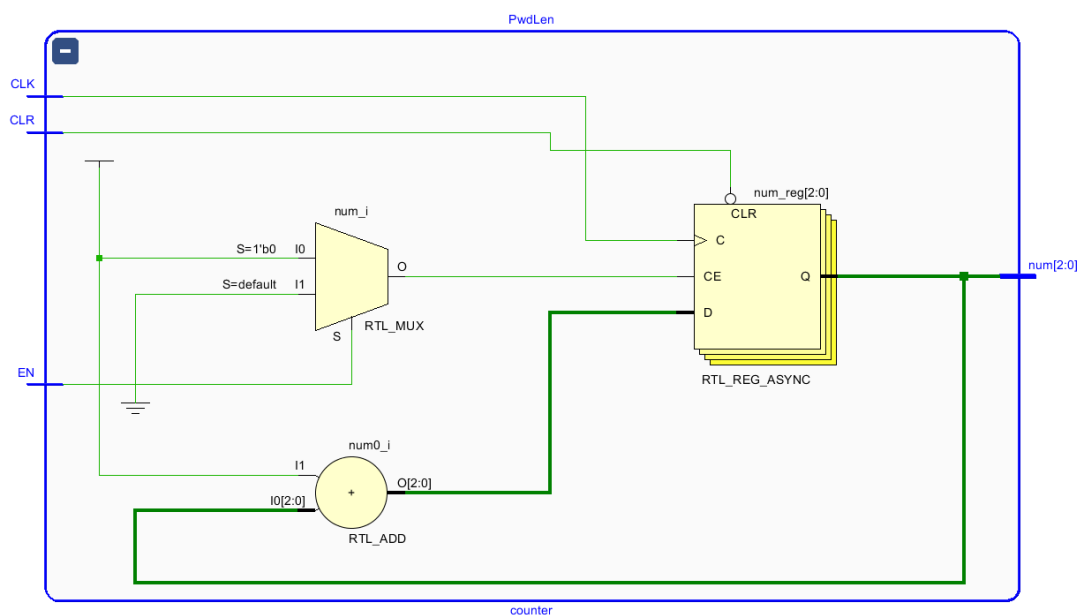 PwdLen
CLK
CLR
num_reg[2:0]
CLR
num_i
C
S=1'b0 I0
O
CE
Q
num[2:0]
S=default I1
D
RTL_MUX
S
EN
RTL_REG_ASYNC
num0_i
I1
O[2:0]
I0[2:0]
+
RTL_ADD
counter